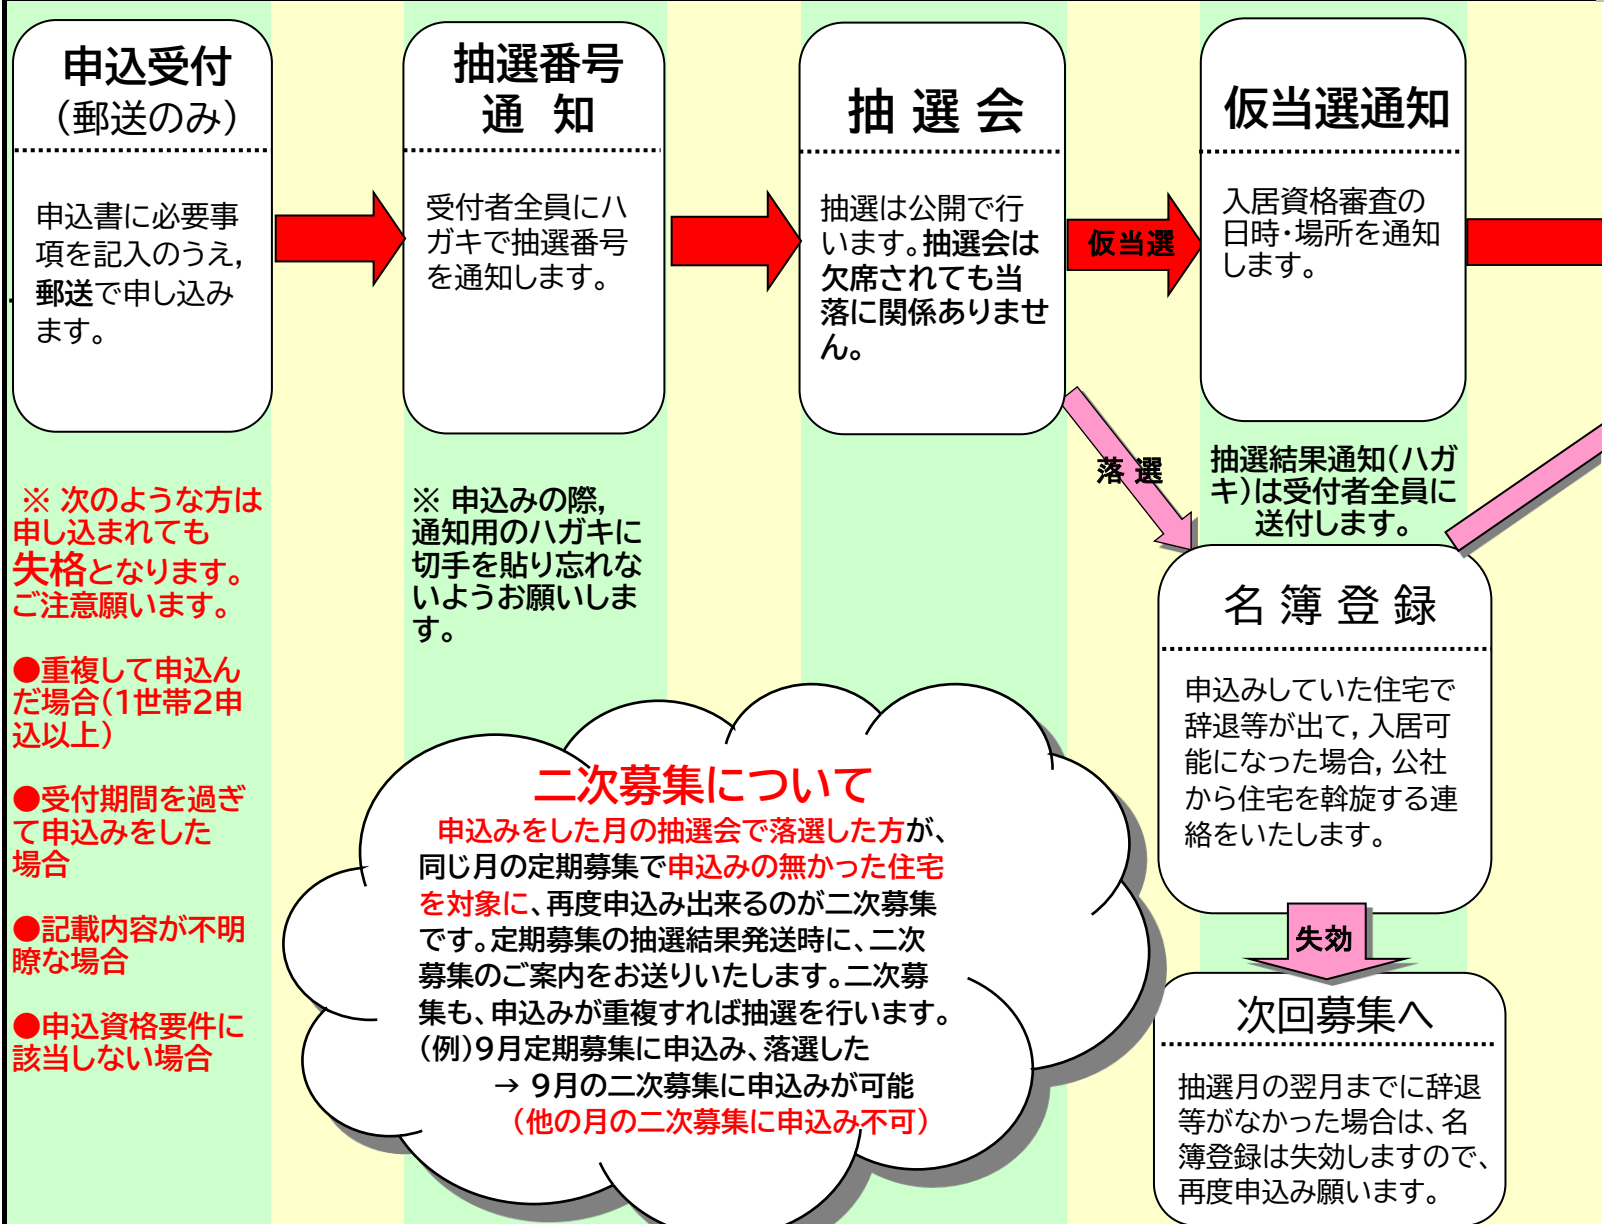 申込受付
（郵送のみ）
申込書に必要事
項を記入のうえ，
郵送で申し込み
ます。
抽選番号
通 知
受付者全員にハ
ガキで抽選番号
を通知します。
抽 選 会
抽選は公開で行
います。抽選会は
欠席されても当
落に関係ありませ
ん。
仮当選
仮当選通知
入居資格審査の
日時・場所を通知
します。
落 選
抽選結果通知（ハガ
キ）は受付者全員に
送付します。
※ 次のような方は
申し込まれても
失格となります。
ご注意願います。
●重複して申込ん
だ場合（1世帯2申
込以上）
●受付期間を過ぎ
て申込みをした
場合
●記載内容が不明
瞭な場合
●申込資格要件に
該当しない場合
※ 申込みの際，
通知用のハガキに
切手を貼り忘れな
いようお願いしま
す。
名 簿 登 録
申込みしていた住宅で
辞退等が出て，入居可
能になった場合，公社
から住宅を斡旋する連
絡をいたします。
失効
次回募集へ
抽選月の翌月までに辞退
等がなかった場合は、名
簿登録は失効しますので、
再度申込み願います。
二次募集について
申込みをした月の抽選会で落選した方が、
同じ月の定期募集で申込みの無かった住宅
を対象に、再度申込み出来るのが二次募集
です。定期募集の抽選結果発送時に、二次
募集のご案内をお送りいたします。二次募
集も、申込みが重複すれば抽選を行います。
（例）9月定期募集に申込み、落選した
→ 9月の二次募集に申込みが可能
（他の月の二次募集に申込み不可）